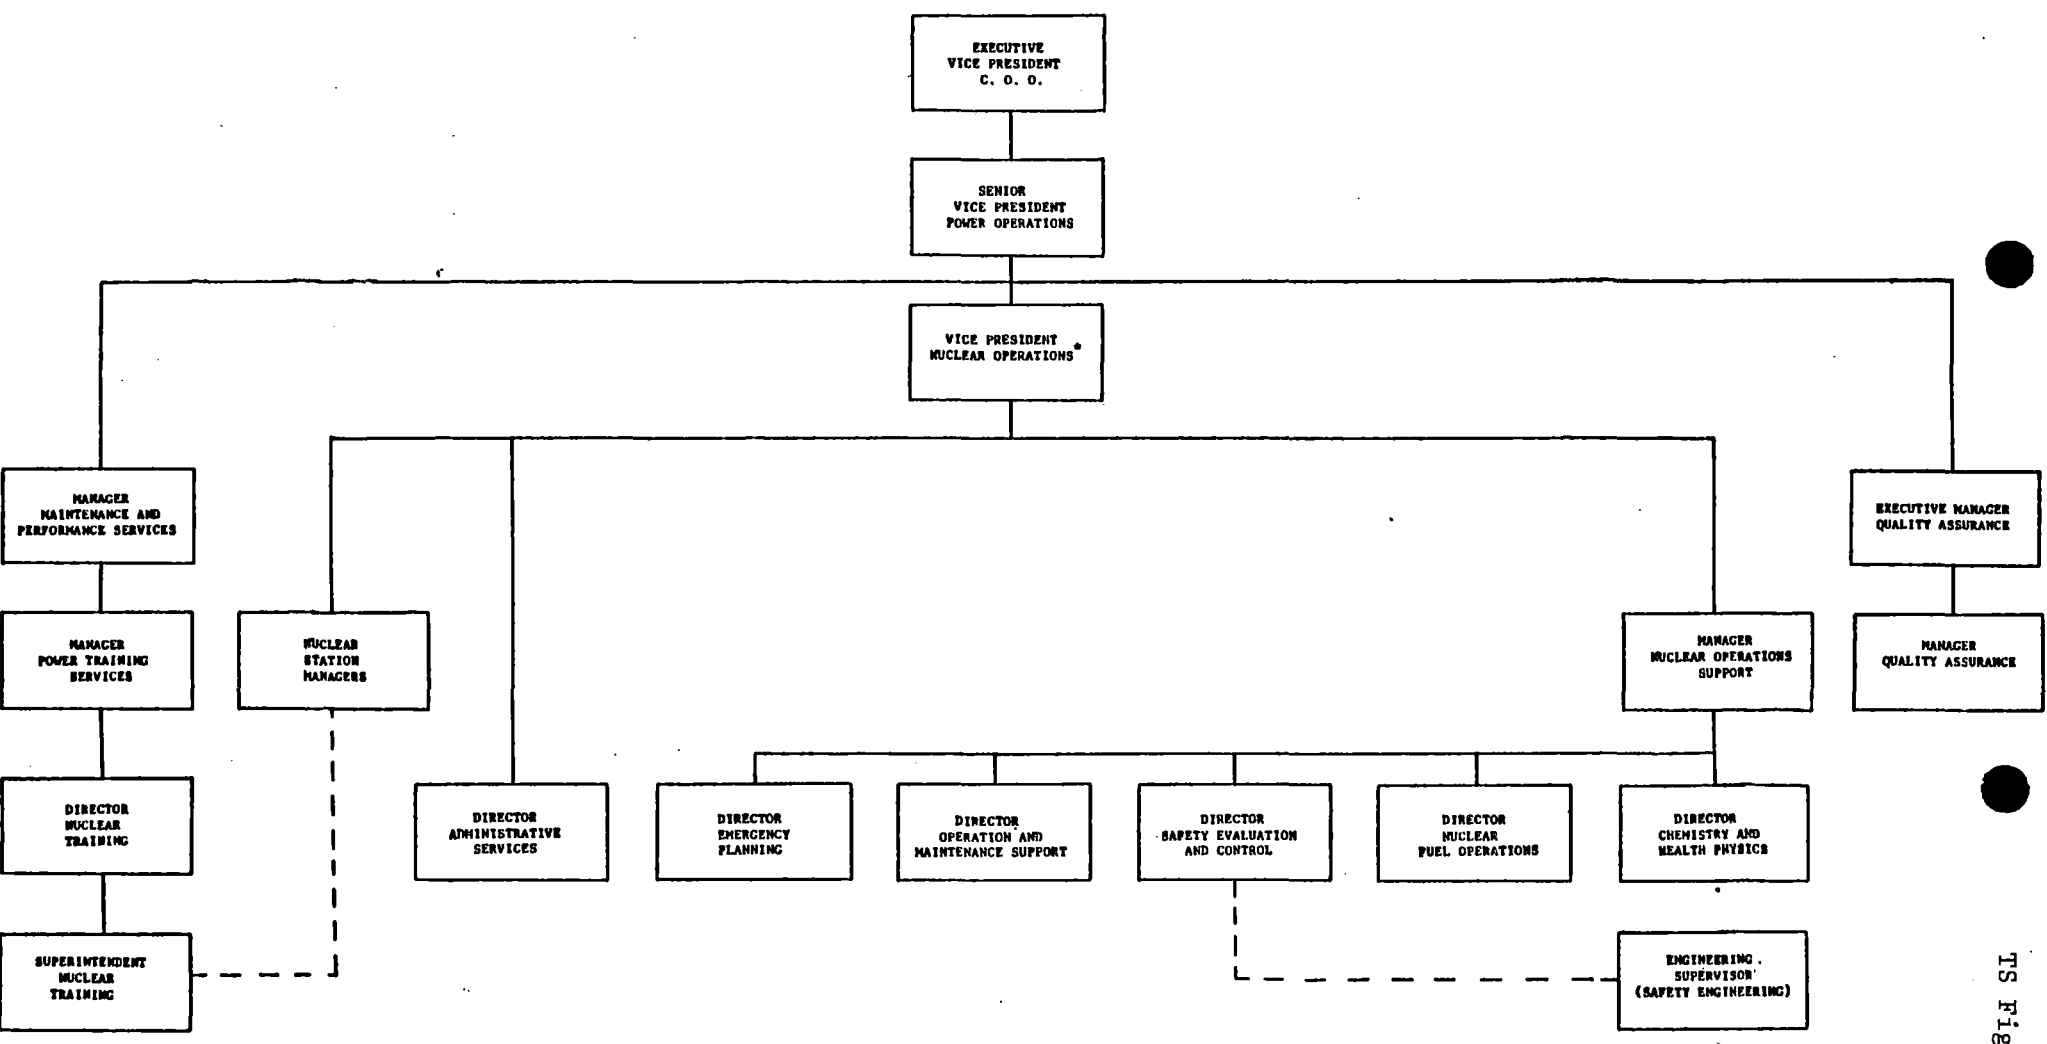 EXECUTIVE
VICE PRESIDENT
C. O. O.
SENIOR
VICE PRESIDENT
POWER OPERATIONS
VICE PRESIDENT
NUCLEAR OPERATIONS*
MANAGER
MAINTENANCE AND
PERFORMANCE SERVICES
EXECUTIVE MANAGER
QUALITY ASSURANCE
MANAGER
POWER TRAINING
SERVICES
NUCLEAR
STATION
MANAGERS
MANAGER
NUCLEAR OPERATIONS
SUPPORT
MANAGER
QUALITY ASSURANCE
DIRECTOR
NUCLEAR
TRAINING
DIRECTOR
ADMINISTRATIVE
SERVICES
DIRECTOR
EMERGENCY
PLANNING
DIRECTOR
OPERATION AND
MAINTENANCE SUPPORT
DIRECTOR
SAFETY EVALUATION
AND CONTROL
DIRECTOR
NUCLEAR
FUEL OPERATIONS
DIRECTOR
CHEMISTRY AND
HEALTH PHYSICS
SUPERINTENDENT
NUCLEAR
TRAINING
ENGINEERING
SUPERVISOR
(SAFETY ENGINEERING)
TS Fig